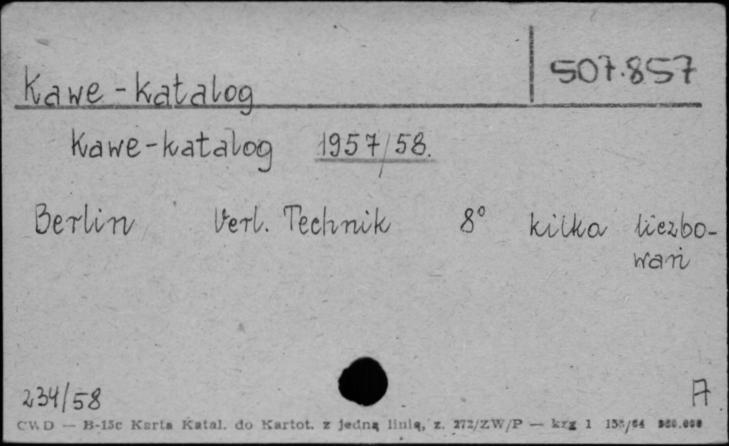 507.857
Kawe-katalog
Kawe-katalog 1957/58.
Berlin Verl. Technik 8° kilka liczbo-
wań
234/58 A
CWD — B-15c Karta Katal. do Kartot. z jedną linią, z. 272/ZW/P — krg 1